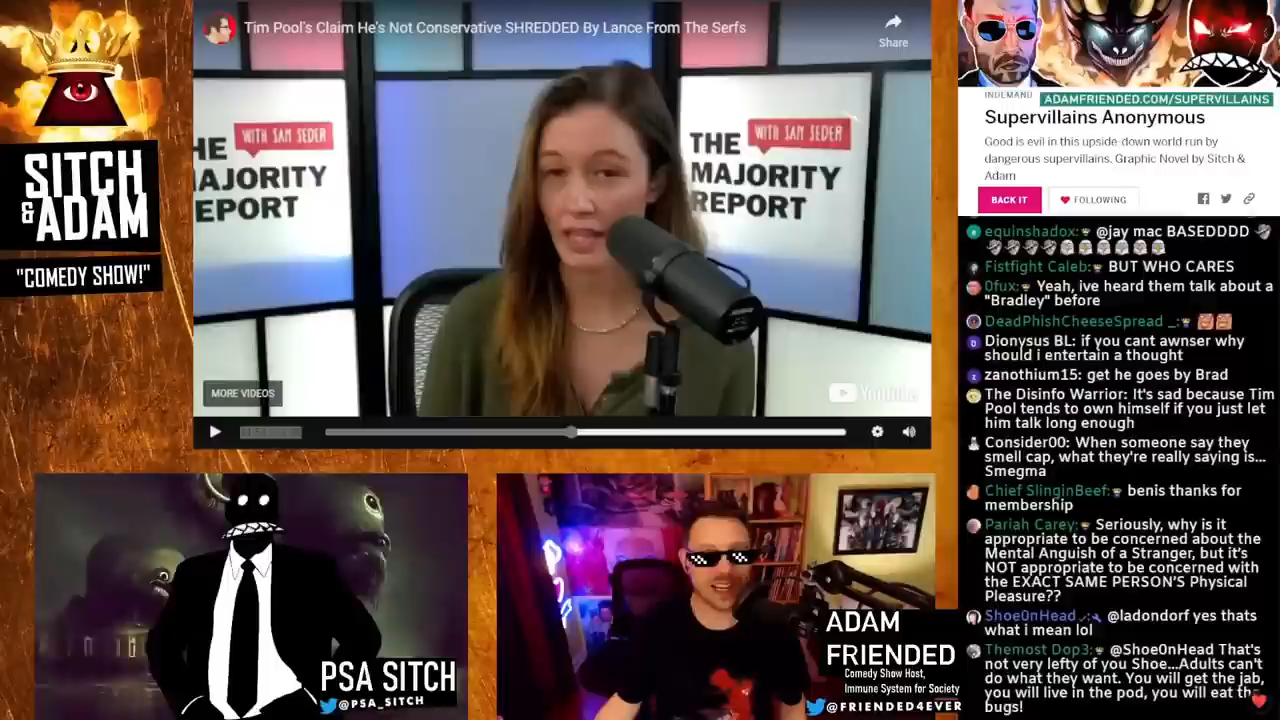 Tim Pool's Claim He's Not Conservative SHREDDED By Lance From The Serfs
Share
SITCH
& ADAM
"COMEDY SHOW!"
HE
WITH SAM SEDER
AJORITY
EPORT
THE
WITH SAM SEDER
MAJORITY
REPORT
MORE VIDEOS
YouTube
PSA SITCH
@PSA_SITCH
ADAM
FRIENDED
Comedy Show Host,
Immune System for Society
@FRIENDED4EVER
INDEMAND
ADAMFRIENDED.COM/SUPERVILLAINS
Supervillains Anonymous
Good is evil in this upside-down world run by
dangerous supervillains. Graphic Novel by Sitch &
Adam
BACK IT
FOLLOWING
equinshadox: @jay mac BASEDDDD
Fistfight Caleb: BUT WHO CARES
0fux: Yeah, ive heard them talk about a
"Bradley" before
DeadPhishCheeseSpread _:
Dionysus BL: if you cant awnser why
should i entertain a thought
zanothium15: get he goes by Brad
The Disinfo Warrior: It's sad because Tim
Pool tends to own himself if you just let
him talk long enough
Consider00: When someone say they
smell cap, what they're really saying is...
Smegma
Chief SlinginBeef: benis thanks for
membership
Pariah Carey: Seriously, why is it
appropriate to be concerned about the
Mental Anguish of a Stranger, but it's
NOT appropriate to be concerned with
the EXACT SAME PERSON'S Physical
Pleasure??
Shoe0nHead: @ladondorf yes thats
what i mean lol
Themost Dop3: @Shoe0nHead That's
not very lefty of you Shoe...Adults can't
do what they want. You will get the jab,
you will live in the pod, you will eat the
bugs!